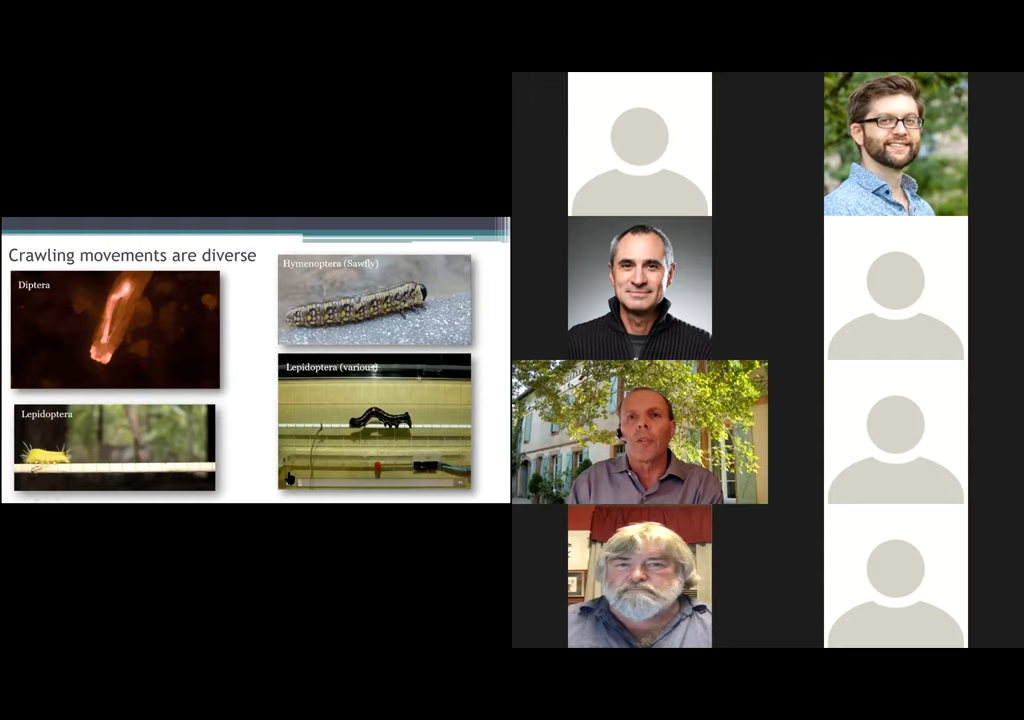 Crawling movements are diverse
Diptera
Hymenoptera (Sawfly)
Lepidoptera
Lepidoptera (various)